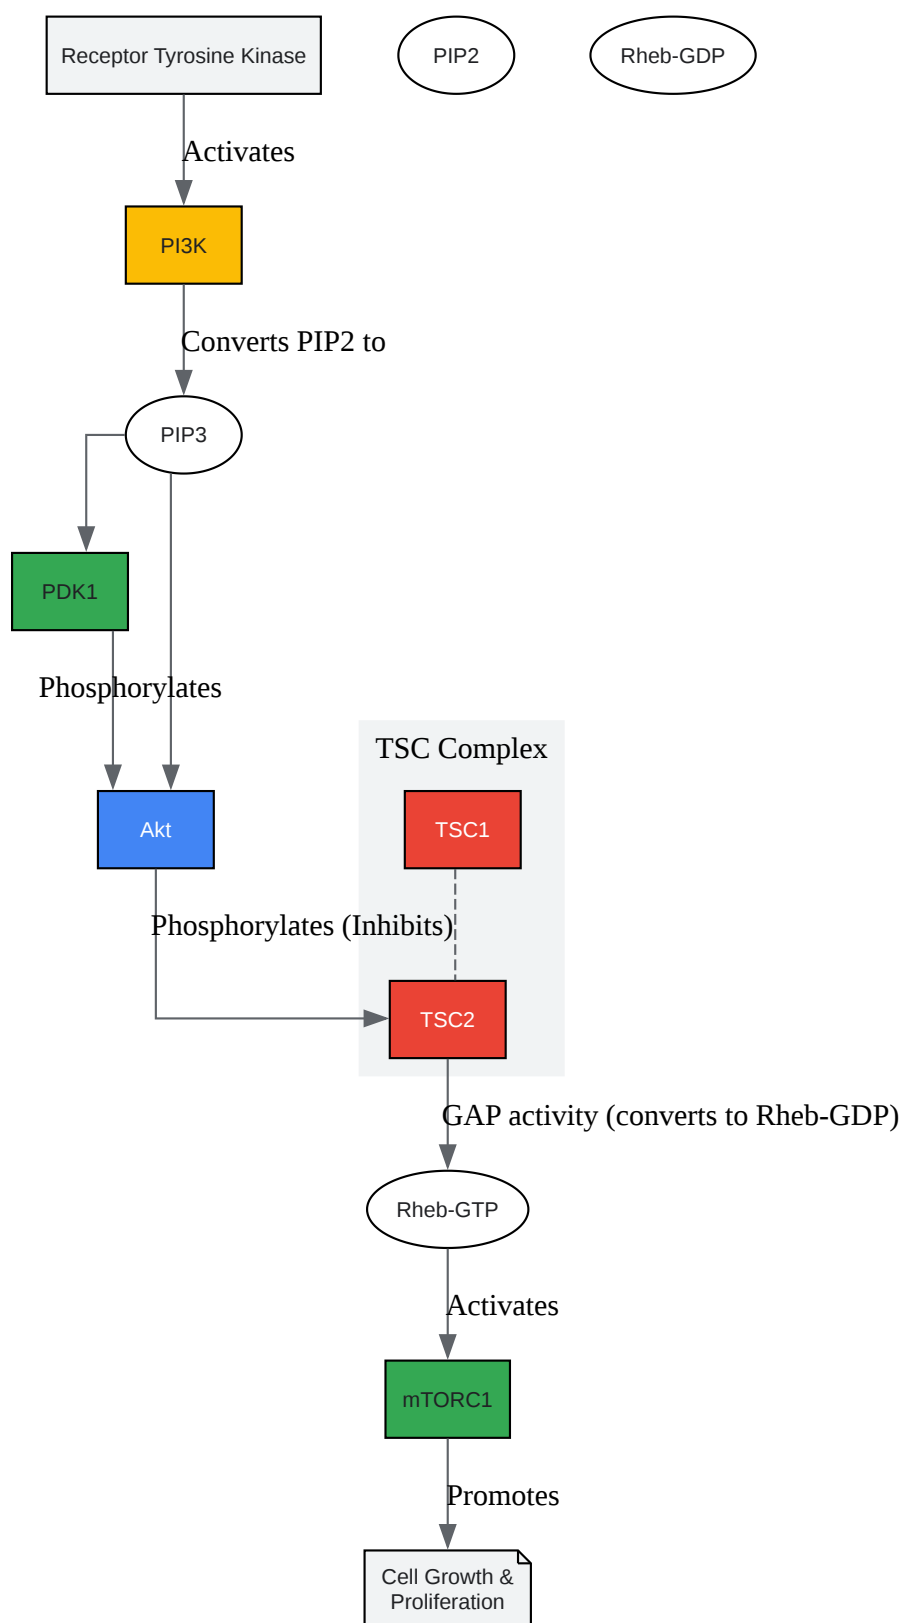 Receptor Tyrosine Kinase
PIP2
Rheb-GDP
Activates
PI3K
Converts PIP2 to
PIP3
PDK1
Phosphorylates
TSC Complex
Akt
TSC1
Phosphorylates (Inhibits)
TSC2
GAP activity (converts to Rheb-GDP)
Rheb-GTP
Activates
mTORC1
Promotes
Cell Growth &
Proliferation